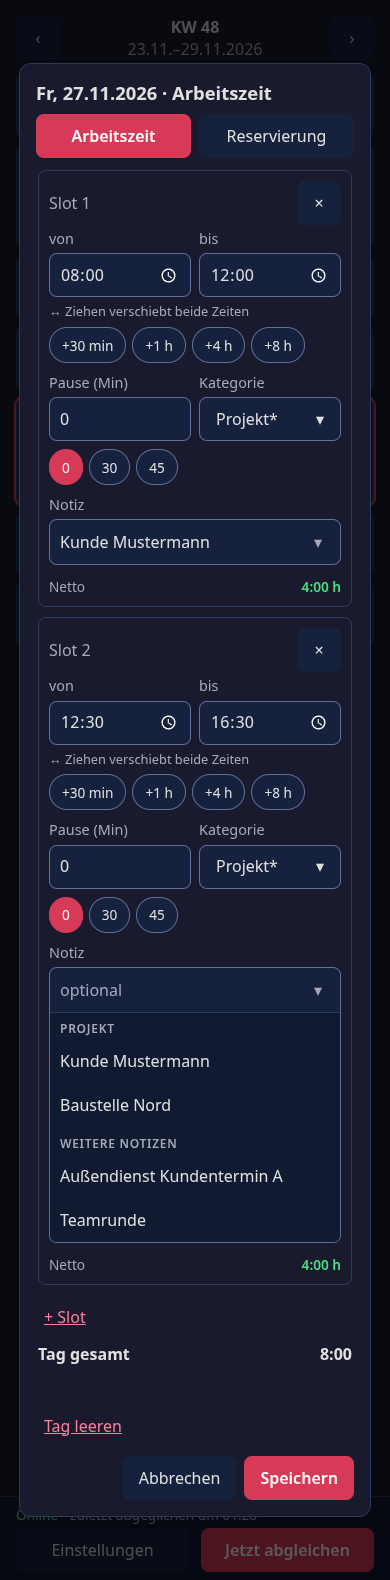 ‹ KW 48 ›
23.11.–29.11.2026
Fr, 27.11.2026 · Arbeitszeit
Arbeitszeit Reservierung
Slot 1 ×
von bis
08:00 12:00
↔ Ziehen verschiebt beide Zeiten
+30 min +1 h +4 h +8 h
Pause (Min) Kategorie
0 Projekt* ▾
0 30 45
Notiz
Kunde Mustermann ▾
Netto 4:00 h
Slot 2 ×
von bis
12:30 16:30
↔ Ziehen verschiebt beide Zeiten
+30 min +1 h +4 h +8 h
Pause (Min) Kategorie
0 Projekt* ▾
0 30 45
Notiz
optional ▾
PROJEKT
Kunde Mustermann
Baustelle Nord
WEITERE NOTIZEN
Außendienst Kundentermin A
Teamrunde
Netto 4:00 h
+ Slot
Tag gesamt 8:00
Tag leeren
Abbrechen Speichern
Online · zuletzt abgeglichen um
Einstellungen Jetzt abgleichen